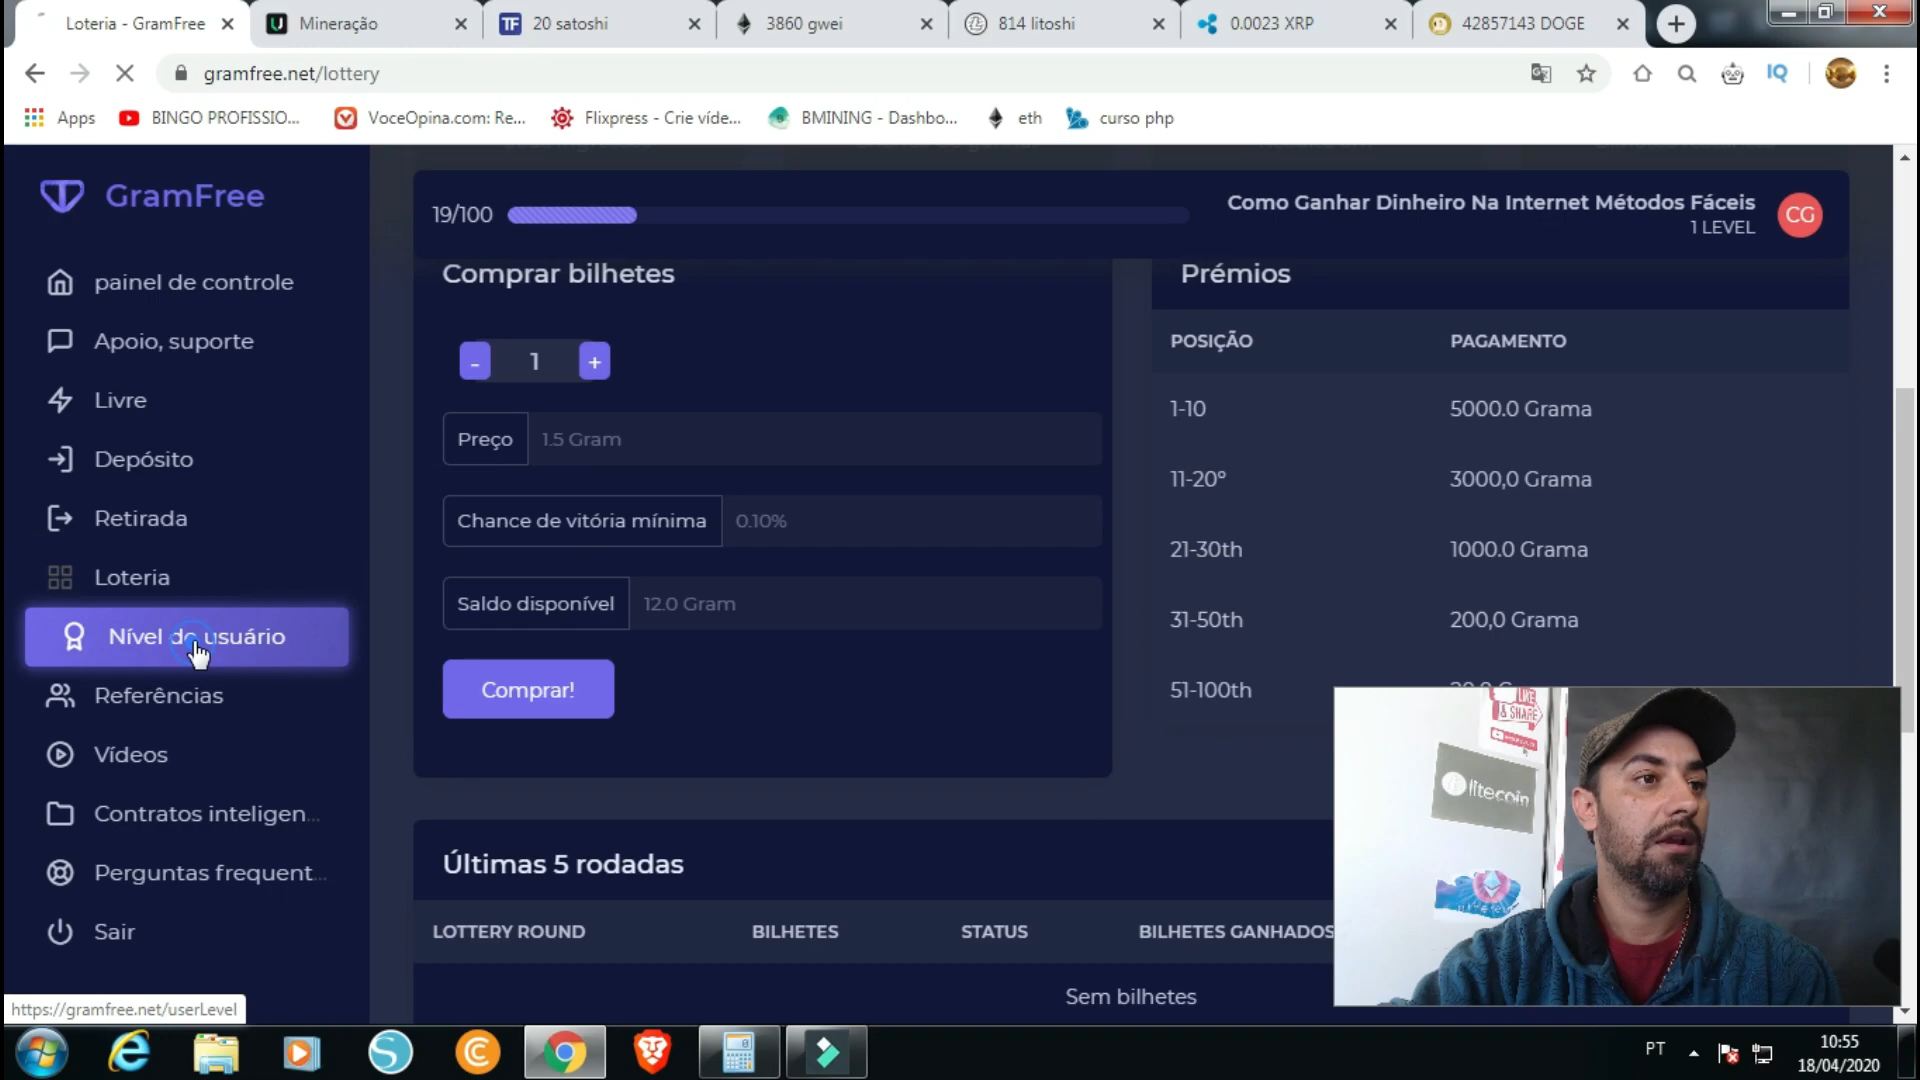 Loteria - GramFree
Mineração
20 satoshi
3860 gwei
814 litoshi
0.0023 XRP
42857143 DOGE
gramfree.net/lottery
Apps
BINGO PROFISSIO...
VoceOpina.com: Re...
Flixpress - Crie víde...
BMINING - Dashbo...
eth
curso php
GramFree
painel de controle
Apoio, suporte
Livre
Depósito
Retirada
Loteria
Nível do usuário
Referências
Vídeos
Contratos inteligen...
Perguntas frequent...
Sair
19/100
Como Ganhar Dinheiro Na Internet Métodos Fáceis
1 LEVEL
CG
Comprar bilhetes
- 1 +
Preço 1.5 Gram
Chance de vitória mínima 0.10%
Saldo disponível 12.0 Gram
Comprar!
Prémios
POSIÇÃO PAGAMENTO
1-10 5000.0 Grama
11-20º 3000,0 Grama
21-30th 1000.0 Grama
31-50th 200,0 Grama
51-100th
Últimas 5 rodadas
LOTTERY ROUND BILHETES STATUS BILHETES GANHADOS
Sem bilhetes
LIKE
& SHARE
litecoin
https://gramfree.net/userLevel
PT
10:55
18/04/2020